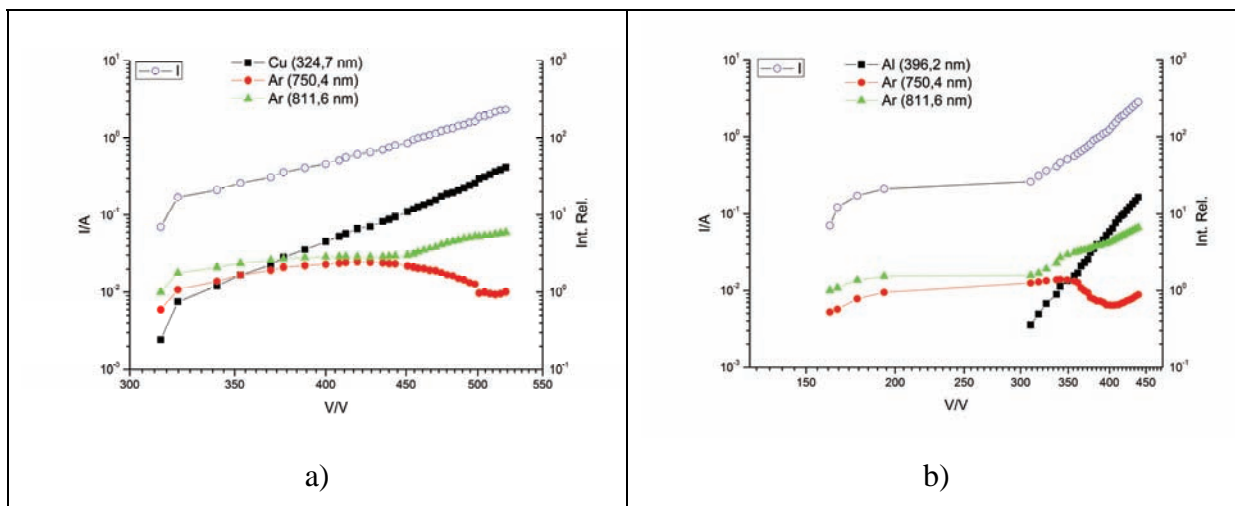 I
Cu (324,7 nm)
Ar (750,4 nm)
Ar (811,6 nm)
10¹
10⁰
10⁻¹
10⁻²
10⁻³
I/A
10³
10²
10¹
10⁰
10⁻¹
Int. Rel.
300 350 400 450 500 550
V/V
a)
I
Al (396,2 nm)
Ar (750,4 nm)
Ar (811,6 nm)
10¹
10⁰
10⁻¹
10⁻²
10⁻³
I/A
10³
10²
10¹
10⁰
10⁻¹
Int. Rel.
150 200 300 350 400 450
V/V
b)